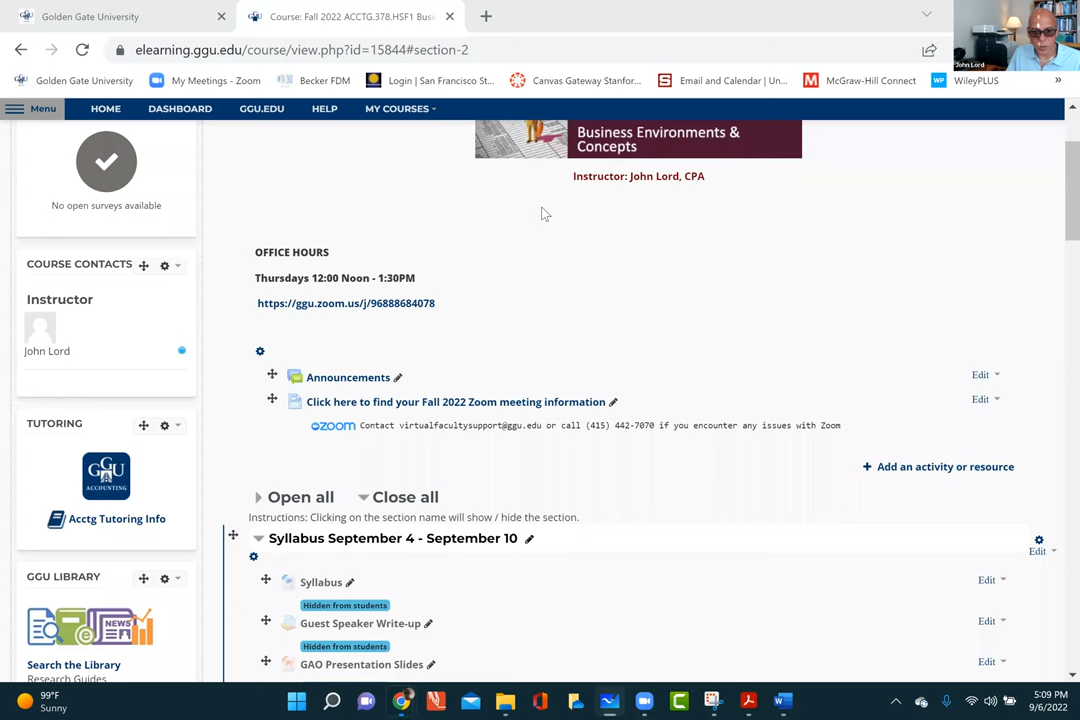 Golden Gate University
Course: Fall 2022 ACCTG.378.HSF1 Busi
elearning.ggu.edu/course/view.php?id=15844#section-2
Golden Gate University
My Meetings - Zoom
Becker FDM
Login | San Francisco St...
Canvas Gateway Stanfor...
Email and Calendar | Un...
McGraw-Hill Connect
WileyPLUS
John Lord
Menu
HOME
DASHBOARD
GGU.EDU
HELP
MY COURSES
Business Environments &
Concepts
Instructor: John Lord, CPA
No open surveys available
OFFICE HOURS
Thursdays 12:00 Noon - 1:30PM
https://ggu.zoom.us/j/96888684078
COURSE CONTACTS
Instructor
John Lord
Announcements
Edit
Click here to find your Fall 2022 Zoom meeting information
Edit
zoom Contact virtualfacultysupport@ggu.edu or call (415) 442-7070 if you encounter any issues with Zoom
+ Add an activity or resource
TUTORING
GGU
ACCOUNTING
Acctg Tutoring Info
Open all
Close all
Instructions: Clicking on the section name will show / hide the section.
Syllabus September 4 - September 10
Edit
Syllabus
Edit
Hidden from students
Guest Speaker Write-up
Edit
Hidden from students
GAO Presentation Slides
Edit
GGU LIBRARY
NEWS
Search the Library
Research Guides
99°F
Sunny
5:09 PM
9/6/2022